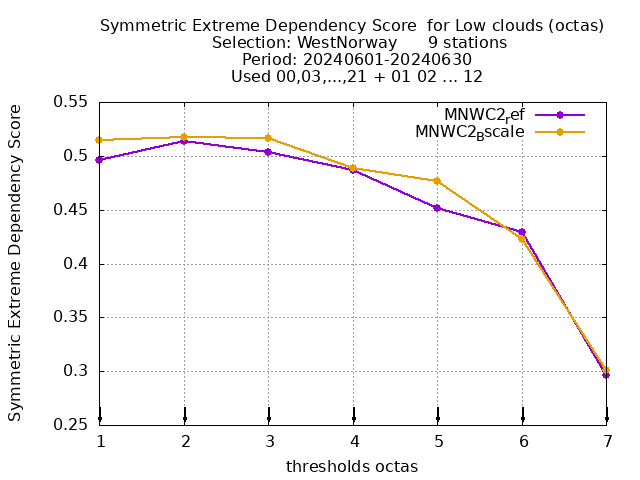 Symmetric Extreme Dependency Score  for Low clouds (octas)
Selection: WestNorway      9 stations
Period: 20240601-20240630
Used 00,03,...,21 + 01 02 ... 12
MNWC2ref
MNWC2Bscale
Symmetric Extreme Dependency Score
0.55
0.5
0.45
0.4
0.35
0.3
0.25
1 2 3 4 5 6 7
thresholds octas